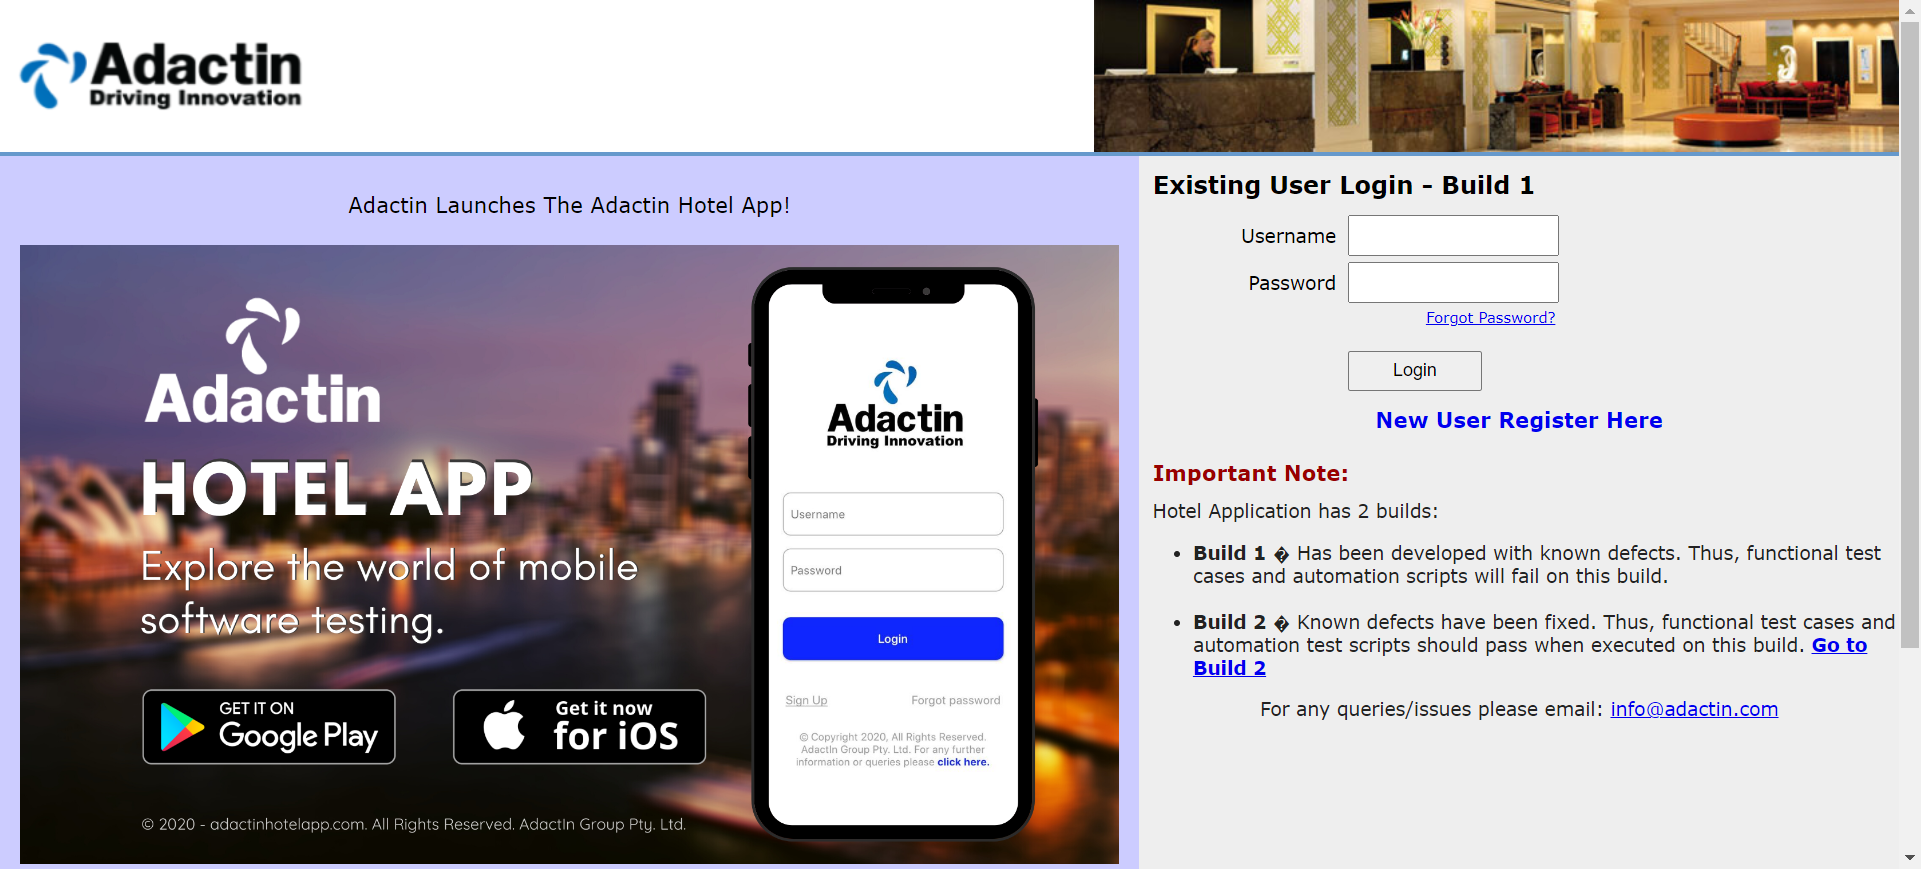 Adactin
Driving Innovation
Adactin Launches The Adactin Hotel App!
Adactin
HOTEL APP
Explore the world of mobile
software testing.
GET IT ON
Google Play
Get it now
for iOS
© 2020 - adactinhotelapp.com. All Rights Reserved. AdactIn Group Pty. Ltd.
Adactin
Driving Innovation
Username
Password
Login
Sign Up Forgot password
© Copyright 2020, All Rights Reserved.
AdactIn Group Pty. Ltd. For any further
information or queries please click here.
Existing User Login - Build 1
Username
Password
Forgot Password?
Login
New User Register Here
Important Note:
Hotel Application has 2 builds:
• Build 1 � Has been developed with known defects. Thus, functional test
cases and automation scripts will fail on this build.
• Build 2 � Known defects have been fixed. Thus, functional test cases and
automation test scripts should pass when executed on this build. Go to
Build 2
For any queries/issues please email: info@adactin.com